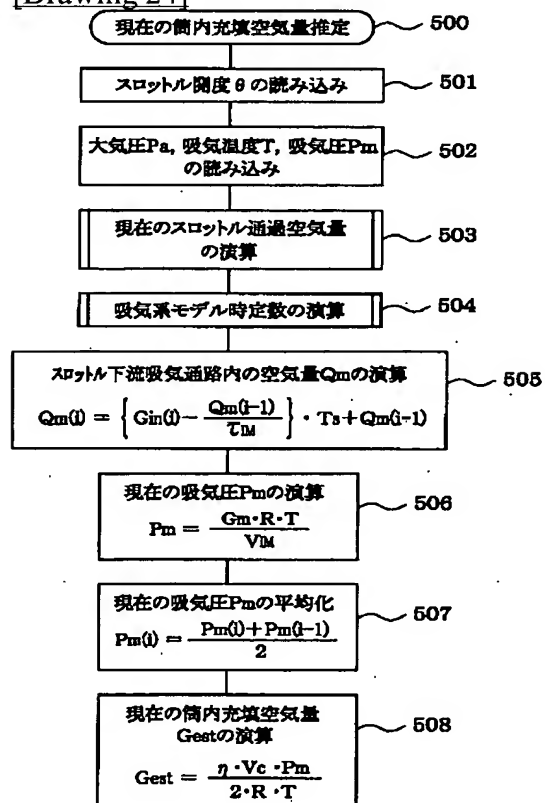 [Drawing 24]
現在の筒内充填空気量推定
500
スロットル開度θの読み込み
501
大気圧Pa, 吸気温度T, 吸気圧Pm
の読み込み
502
現在のスロットル通過空気量
の演算
503
吸気系モデル時定数の演算
504
スロットル下流吸気通路内の空気量Qmの演算
Qm(i) = { Gin(i) − Qm(i-1) / τIM } · Ts + Qm(i-1)
505
現在の吸気圧Pmの演算
Pm = Gm·R·T / VIM
506
現在の吸気圧Pmの平均化
Pm(i) = Pm(i)+Pm(i-1) / 2
507
現在の筒内充填空気量
Gestの演算
Gest = η·Vc·Pm / 2·R·T
508